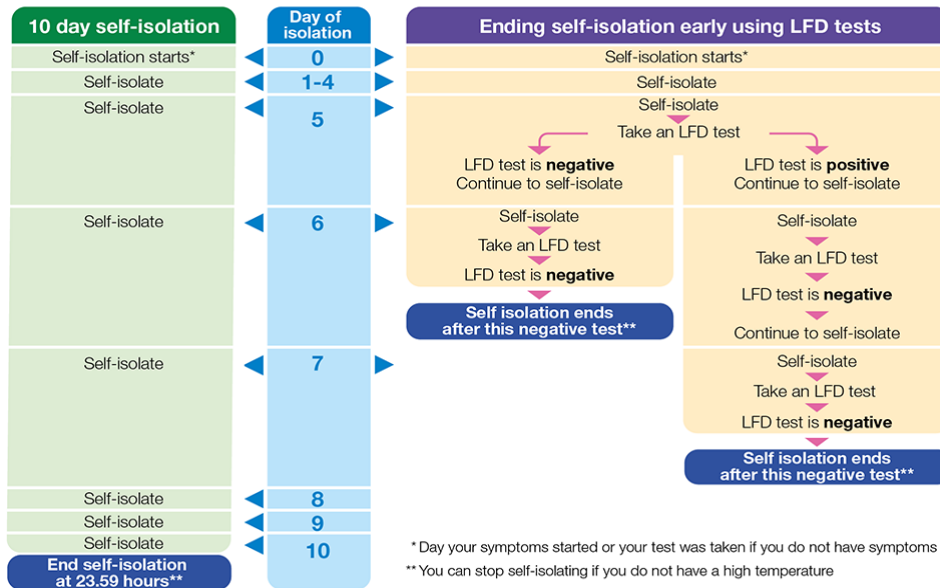 10 day self-isolation
Day of
isolation
Ending self-isolation early using LFD tests
Self-isolation starts*
0
Self-isolation starts*
Self-isolate
1-4
Self-isolate
Self-isolate
5
Self-isolate
Take an LFD test
LFD test is negative
Continue to self-isolate
LFD test is positive
Continue to self-isolate
Self-isolate
6
Self-isolate
Take an LFD test
LFD test is negative
Self isolation ends
after this negative test**
Self-isolate
Take an LFD test
LFD test is negative
Continue to self-isolate
Self-isolate
7
Self-isolate
Take an LFD test
LFD test is negative
Self isolation ends
after this negative test**
Self-isolate
8
Self-isolate
9
Self-isolate
10
End self-isolation
at 23.59 hours**
* Day your symptoms started or your test was taken if you do not have symptoms
** You can stop self-isolating if you do not have a high temperature